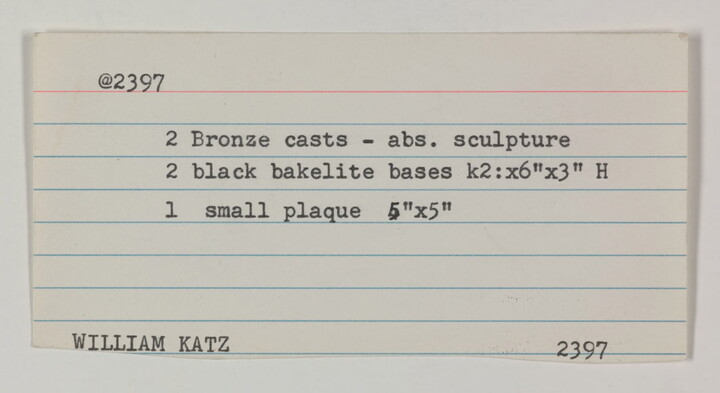 @2397
2 Bronze casts - abs. sculpture
2 black bakelite bases k2:x6"x3" H
1 small plaque "x5"
WILLIAM KATZ
2397